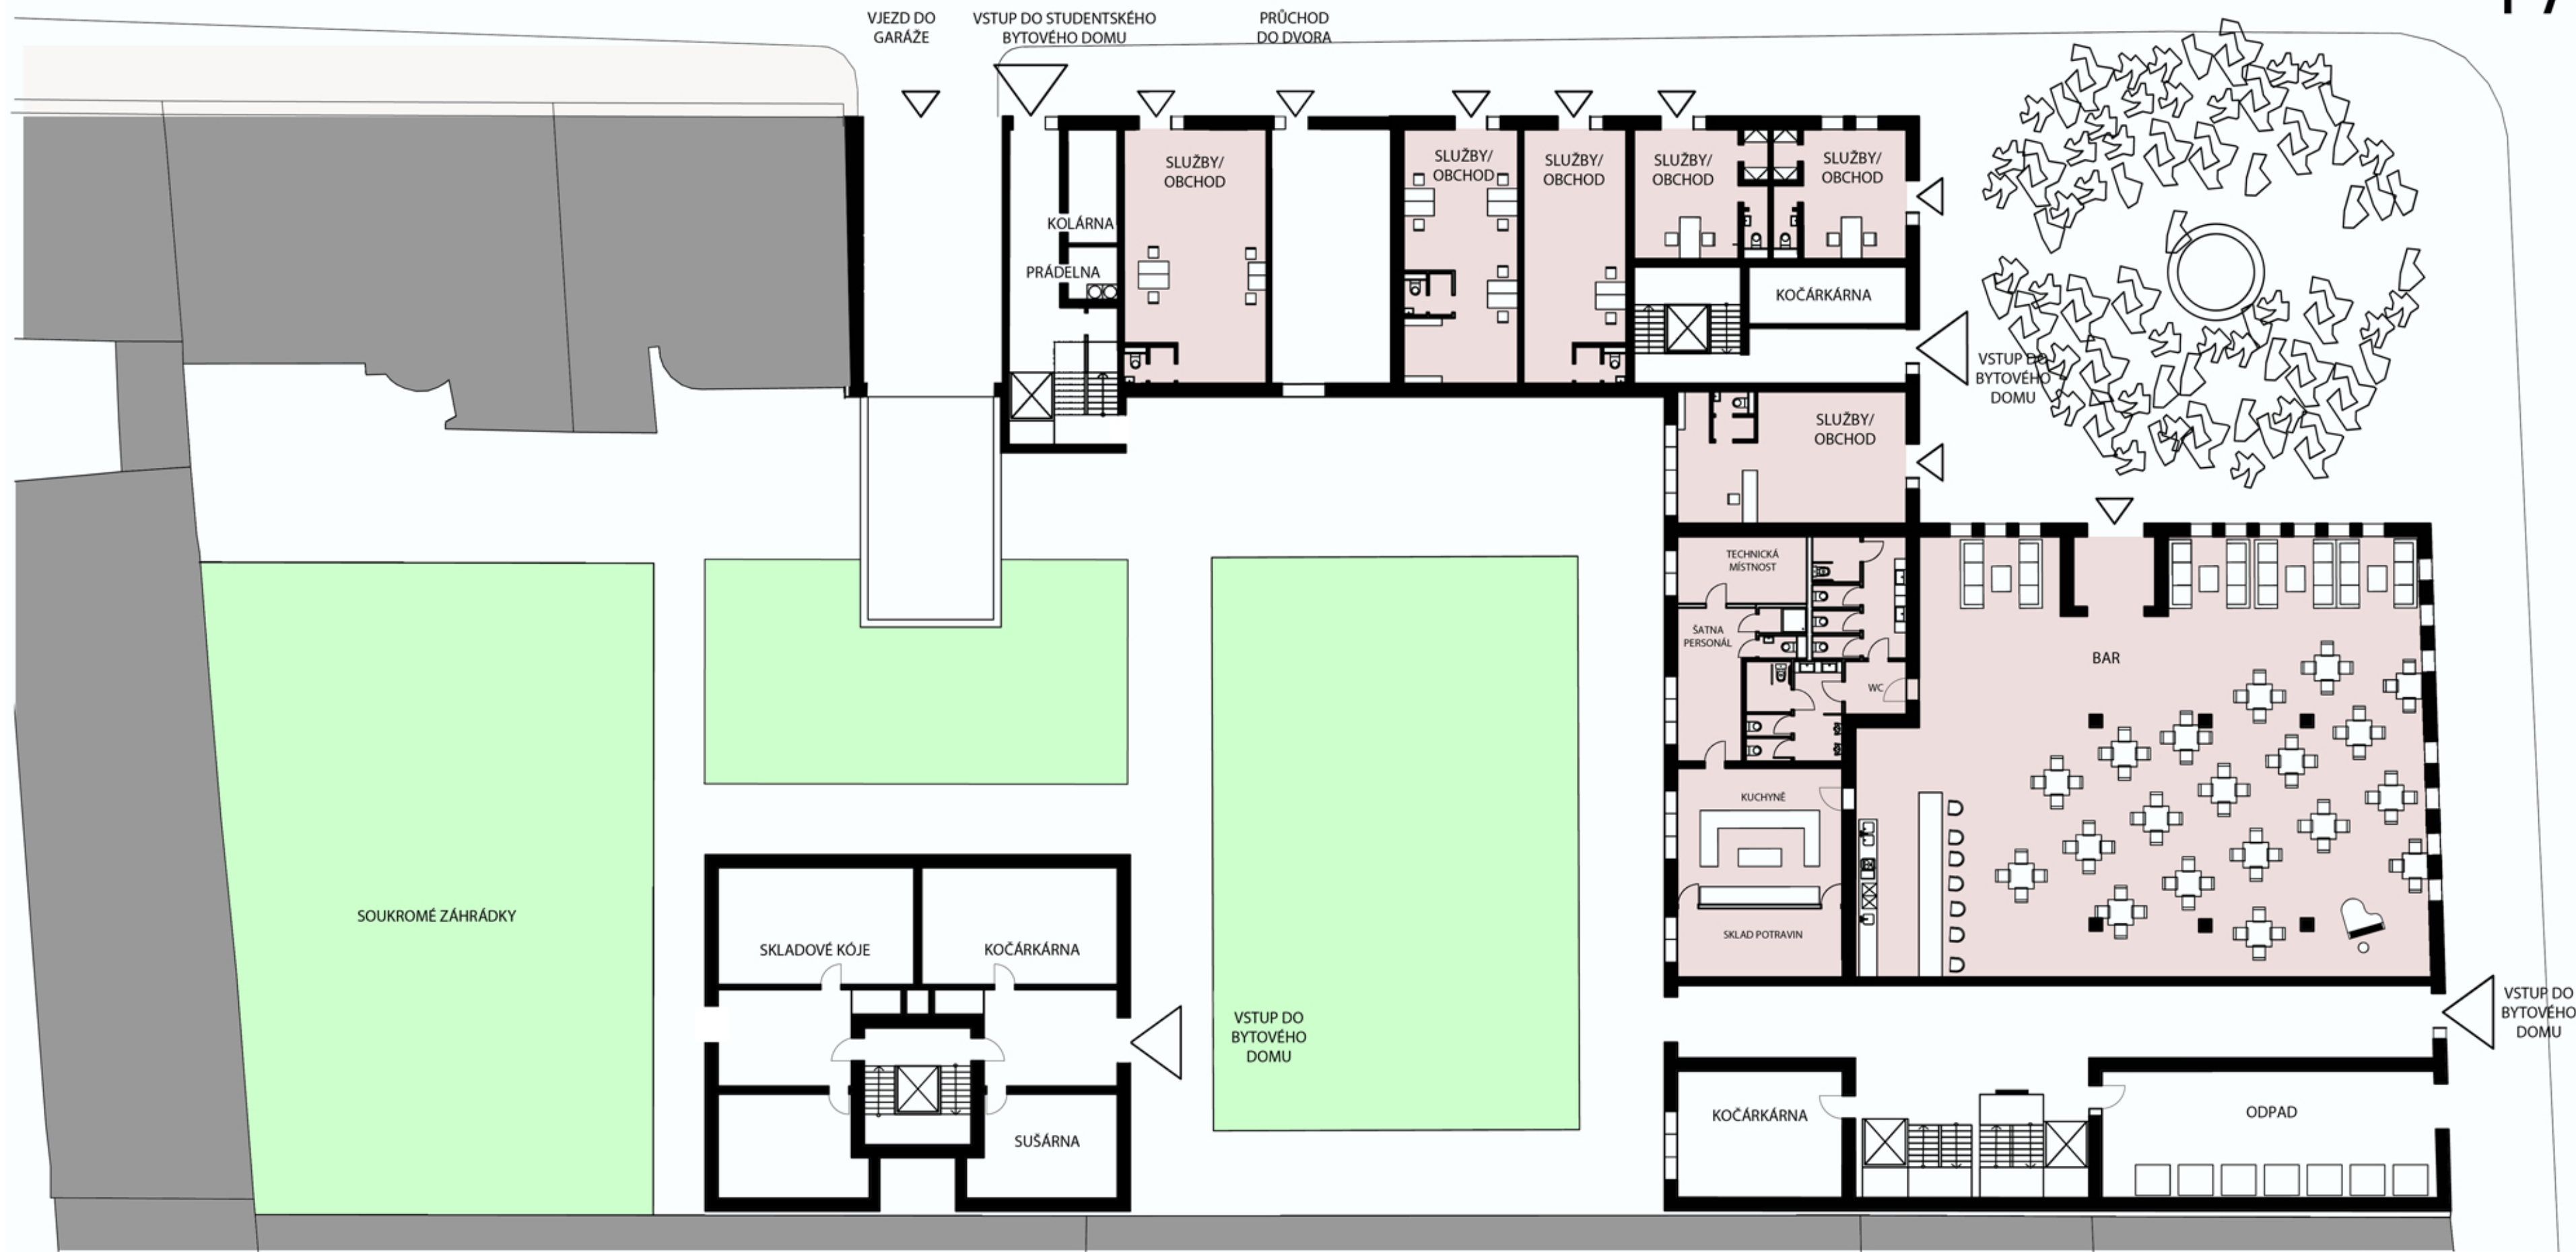 VJEZD DO
GARÁŽE
VSTUP DO STUDENTSKÉHO
BYTOVÉHO DOMU
PRŮCHOD
DO DVORA
SLUŽBY/
OBCHOD
SLUŽBY/
OBCHOD
SLUŽBY/
OBCHOD
SLUŽBY/
OBCHOD
SLUŽBY/
OBCHOD
KOLÁRNA
PRÁDELNA
KOČÁRKÁRNA
VSTUP DO
BYTOVÉHO
DOMU
SLUŽBY/
OBCHOD
TECHNICKÁ
MÍSTNOST
ŠATNA
PERSONÁL
WC
BAR
KUCHYNĚ
SKLAD POTRAVIN
SOUKROMÉ ZÁHRÁDKY
SKLADOVÉ KÓJE
KOČÁRKÁRNA
VSTUP DO
BYTOVÉHO
DOMU
SUŠÁRNA
VSTUP DO
BYTOVÉHO
DOMU
KOČÁRKÁRNA
ODPAD